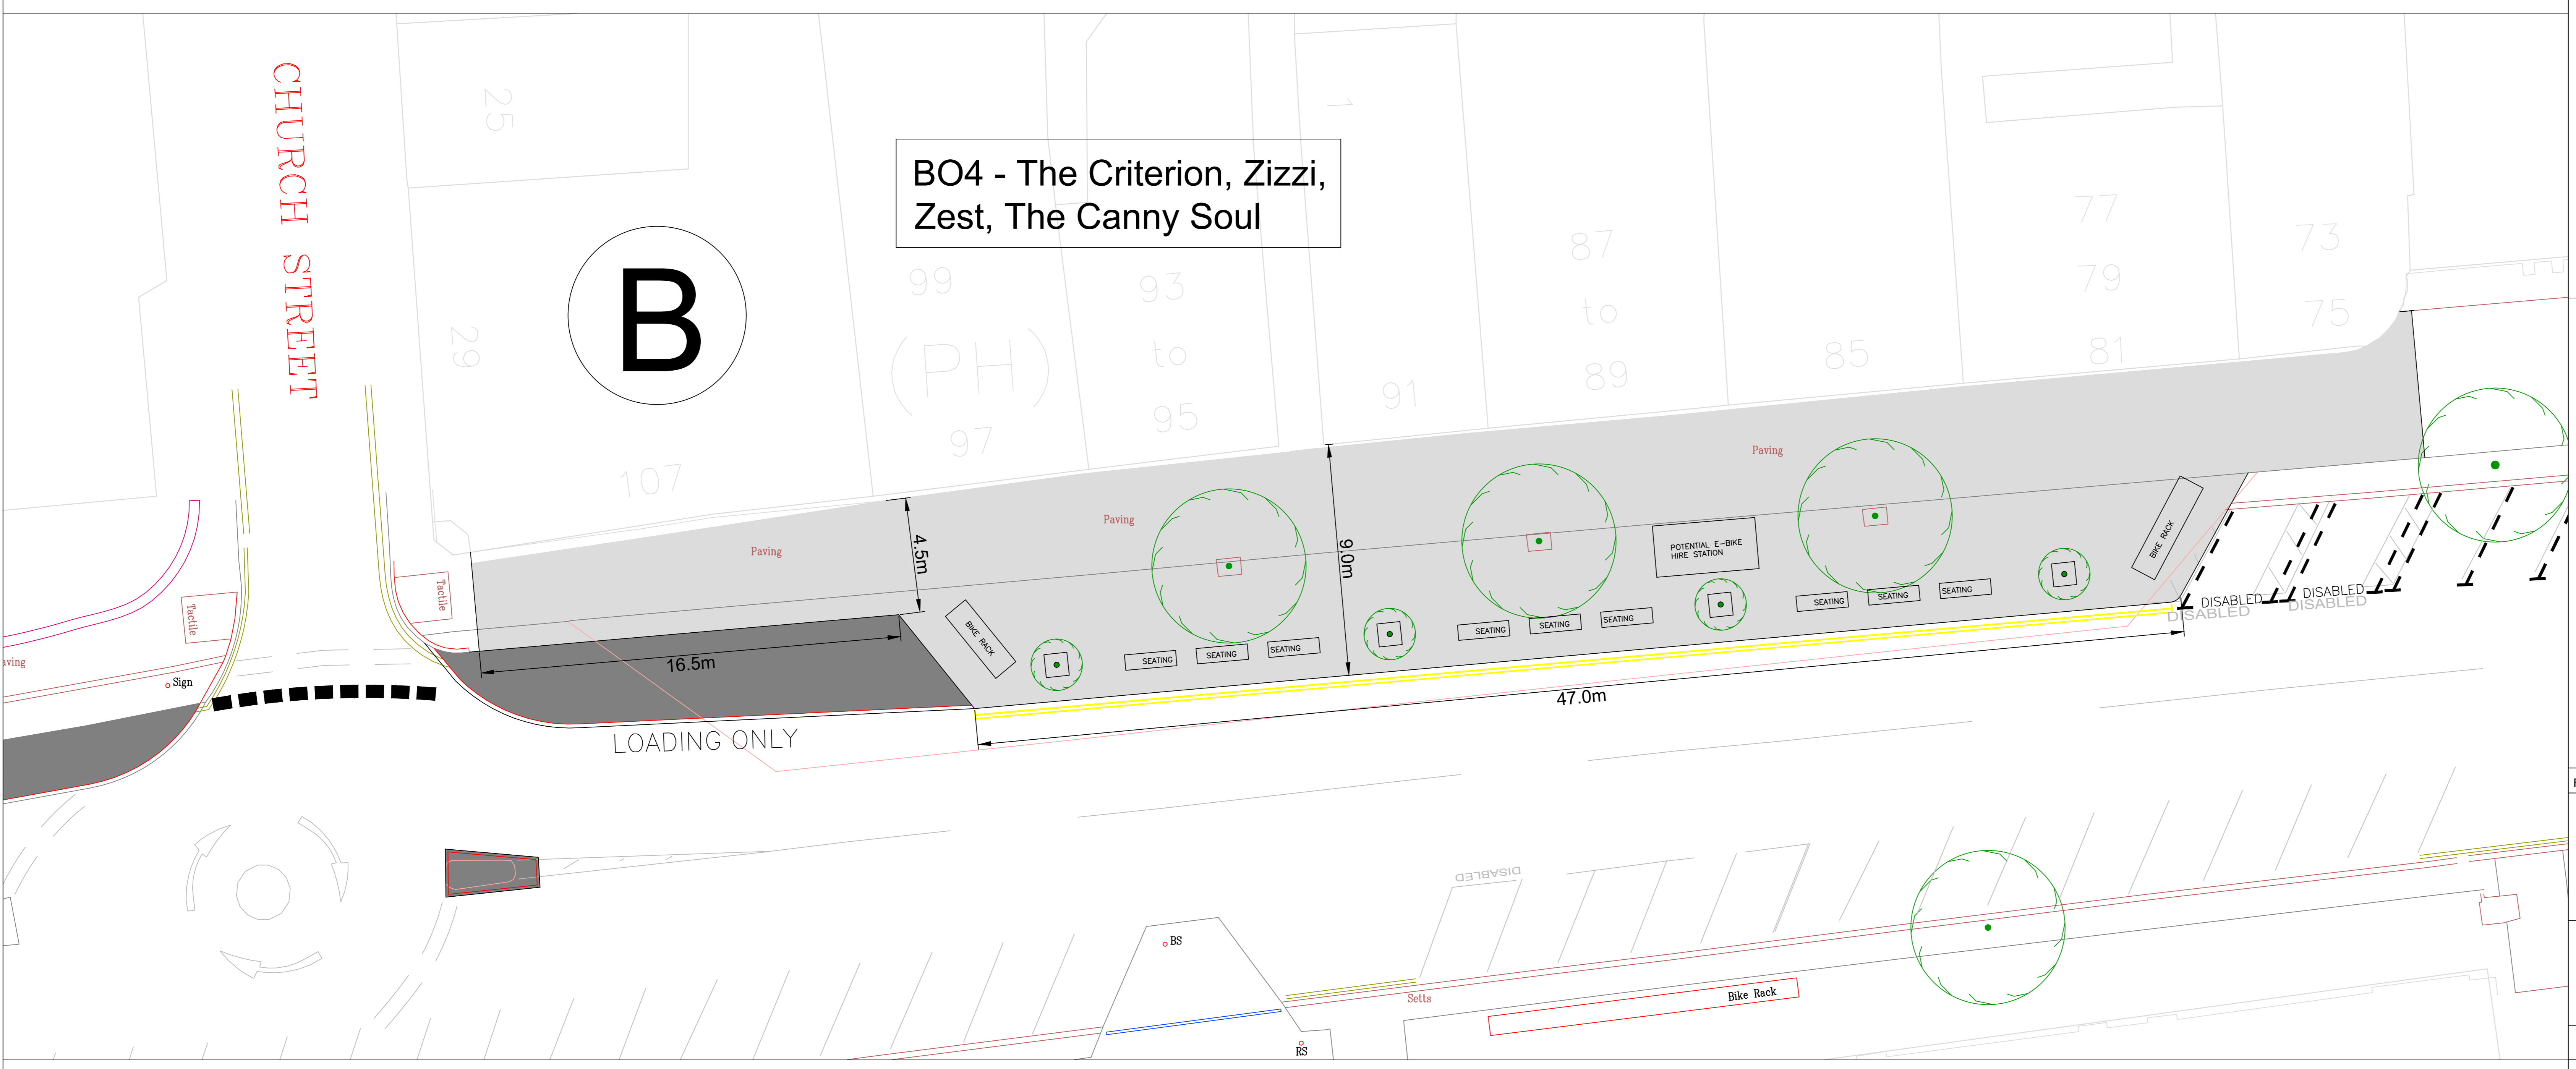 CHURCH STREET
25
29
B
BO4 - The Criterion, Zizzi,
Zest, The Canny Soul
1
99
(PH)
97
93
to
95
91
87
to
89
85
77
79
81
73
75
107
Paving
Paving
Paving
4.5m
9.0m
16.5m
47.0m
Tactile
Tactile
aving
Sign
BIKE RACK
SEATING
SEATING
SEATING
SEATING
SEATING
SEATING
POTENTIAL E-BIKE
HIRE STATION
SEATING
SEATING
SEATING
BIKE RACK
DISABLED
DISABLED
DISABLED
DISABLED
LOADING ONLY
DISABLED
BS
Setts
Bike Rack
RS